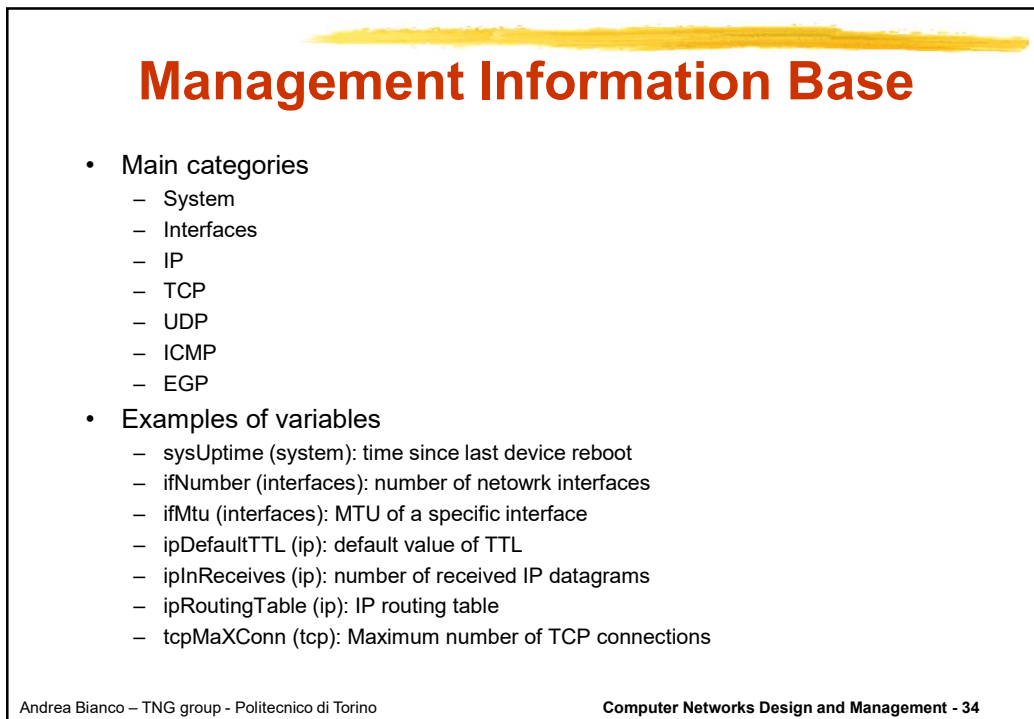 Management Information Base
• Main categories
– System
– Interfaces
– IP
– TCP
– UDP
– ICMP
– EGP
• Examples of variables
– sysUptime (system): time since last device reboot
– ifNumber (interfaces): number of netowrk interfaces
– ifMtu (interfaces): MTU of a specific interface
– ipDefaultTTL (ip): default value of TTL
– ipInReceives (ip): number of received IP datagrams
– ipRoutingTable (ip): IP routing table
– tcpMaXConn (tcp): Maximum number of TCP connections
Andrea Bianco – TNG group - Politecnico di Torino
Computer Networks Design and Management - 34